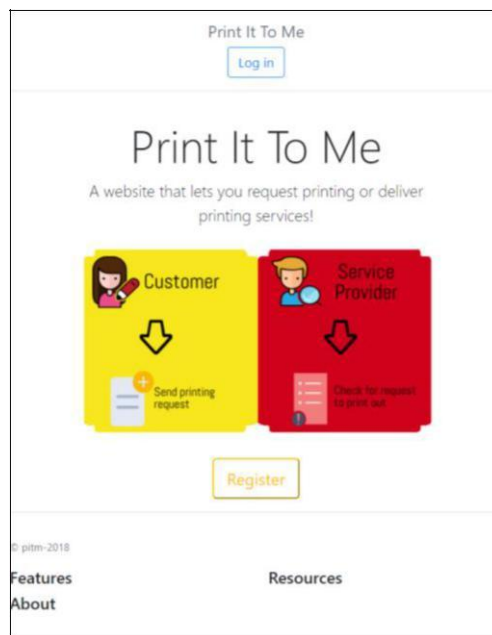 Print It To Me
Log in
Print It To Me
A website that lets you request printing or deliver
printing services!
Customer
Service
Provider
Send printing
request
Check for request
to print out
Register
© pitm-2018
Features
Resources
About